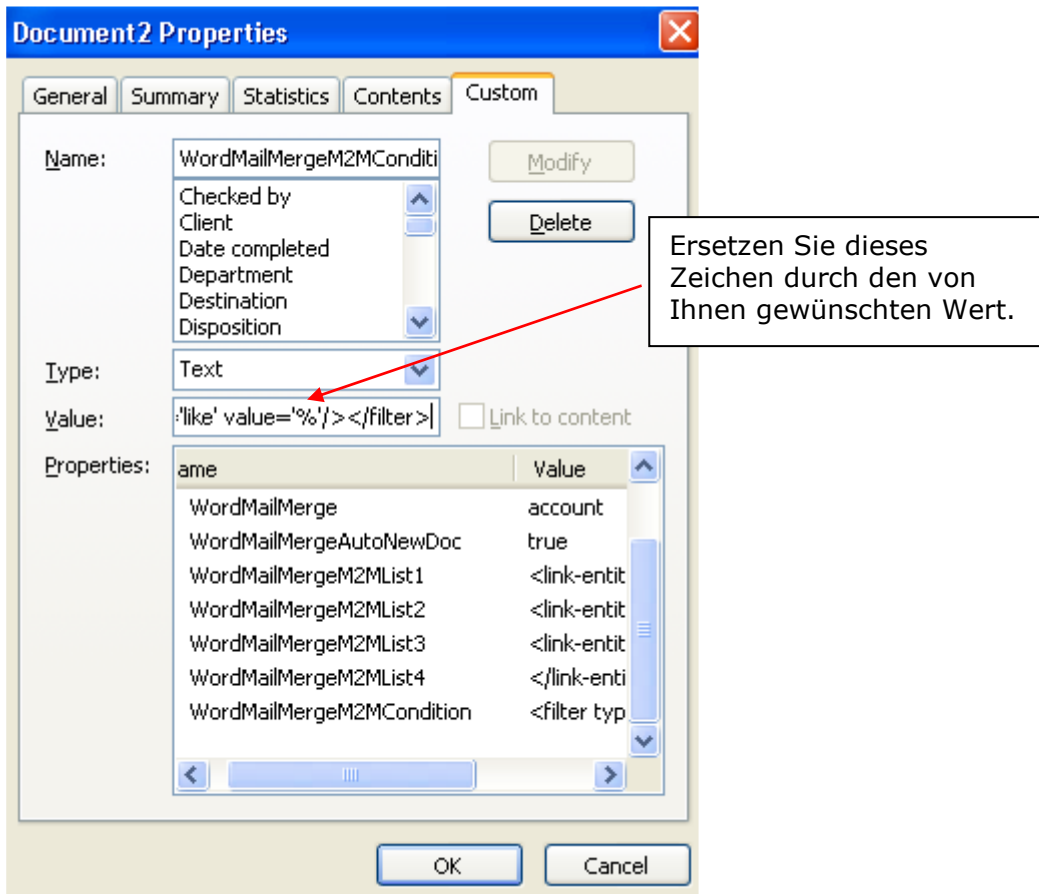 Document2 Properties
General Summary Statistics Contents Custom
Name: WordMailMergeM2MConditi Modify
Checked by
Client
Date completed
Department
Destination
Disposition
Delete
Ersetzen Sie dieses
Zeichen durch den von
Ihnen gewünschten Wert.
Type: Text
Value: ='like' value='%'/></filter> Link to content
Properties: ame Value
WordMailMerge account
WordMailMergeAutoNewDoc true
WordMailMergeM2MList1 <link-entit
WordMailMergeM2MList2 <link-entit
WordMailMergeM2MList3 <link-entit
WordMailMergeM2MList4 </link-enti
WordMailMergeM2MCondition <filter typ
OK Cancel